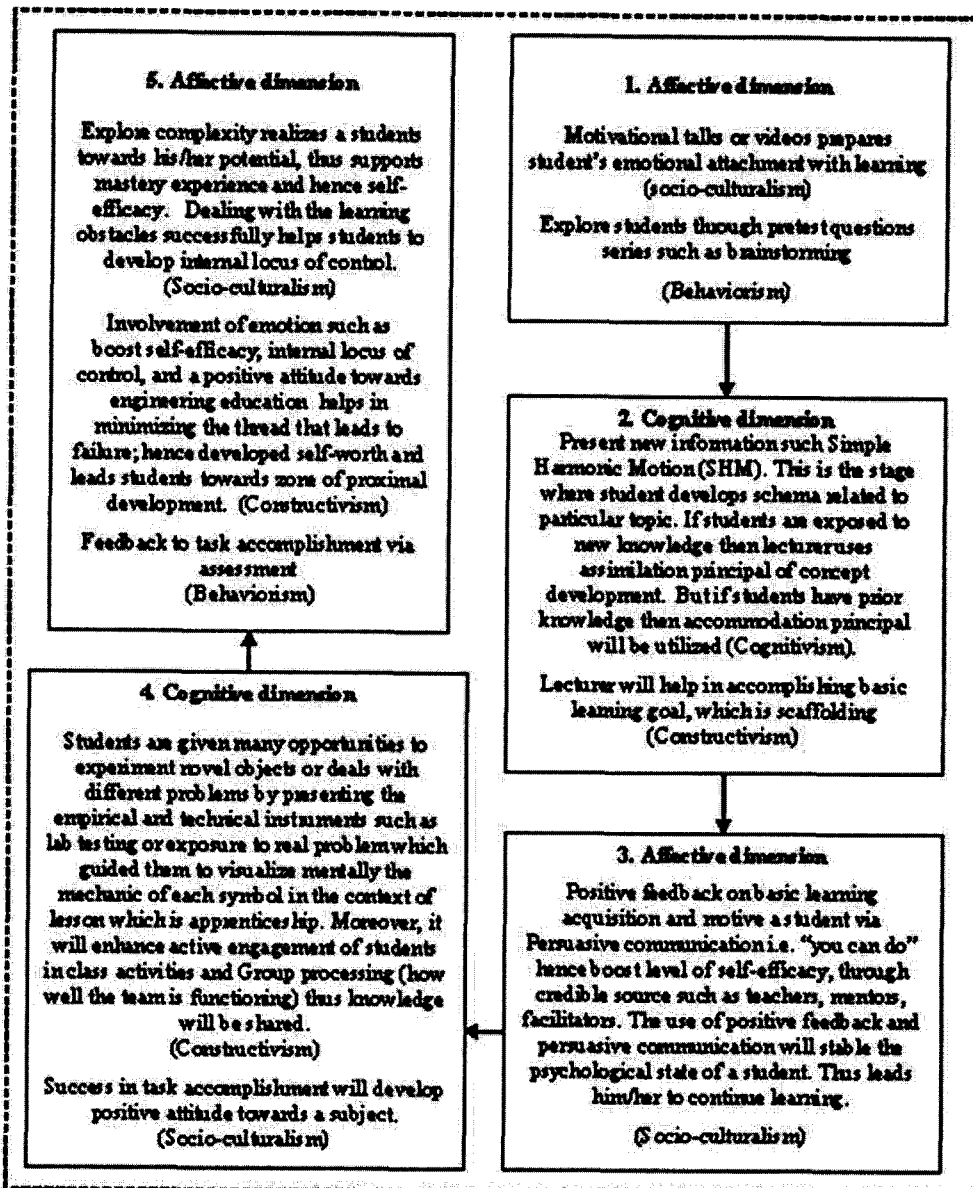 1. Affective dimension
Motivational talks or videos prepares
student's emotional attachment with learning
(socio-culturalism)
Explore students through pretest questions
series such as brainstorming
(Behaviorism)
2. Cognitive dimension
Present new information such Simple
Harmonic Motion (SHM). This is the stage
where student develops schema related to
particular topic. If students are exposed to
new knowledge then lecturer uses
assimilation principal of concept
development. But if students have prior
knowledge then accommodation principal
will be utilized (Cognitivism).
Lecturer will help in accomplishing basic
learning goal, which is scaffolding
(Constructivism)
3. Affective dimension
Positive feedback on basic learning
acquisition and motive a student via
Persuasive communication i.e. "you can do"
hence boost level of self-efficacy, through
credible source such as teachers, mentors,
facilitators. The use of positive feedback and
persuasive communication will stable the
psychological state of a student. Thus leads
him/her to continue learning.
(Socio-culturalism)
4. Cognitive dimension
Students are given many opportunities to
experiment novel objects or deals with
different problems by presenting the
empirical and technical instruments such as
lab testing or exposure to real problem which
guided them to visualize mentally the
mechanic of each symbol in the context of
lesson which is apprenticeship. Moreover, it
will enhance active engagement of students
in class activities and Group processing (how
well the team is functioning) thus knowledge
will be shared.
(Constructivism)
Success in task accomplishment will develop
positive attitude towards a subject.
(Socio-culturalism)
5. Affective dimension
Explore complexity realizes a students
towards his/her potential, thus supports
mastery experience and hence self-
efficacy. Dealing with the learning
obstacles successfully helps students to
develop internal locus of control.
(Socio-culturalism)
Involvement of emotion such as
boost self-efficacy, internal locus of
control, and a positive attitude towards
engineering education helps in
minimizing the thread that leads to
failure; hence developed self-worth and
leads students towards zone of proximal
development. (Constructivism)
Feedback to task accomplishment via
assessment
(Behaviorism)